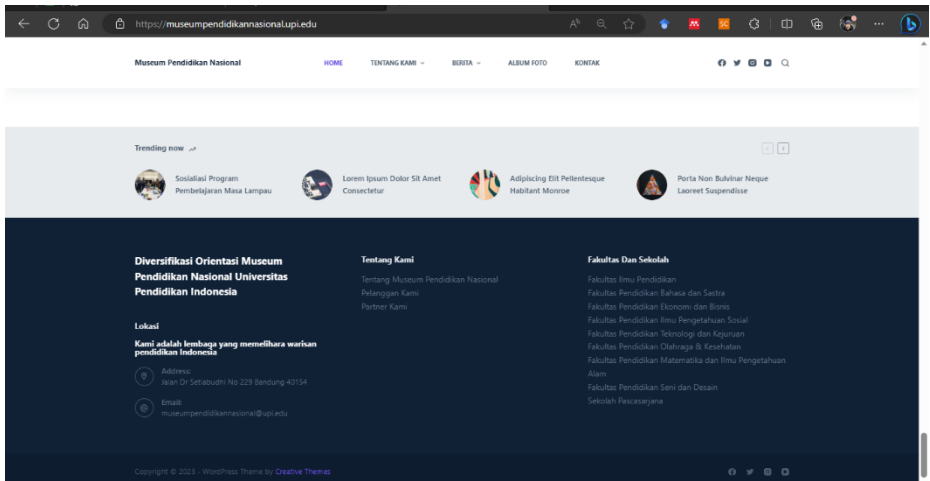 https://museumpendidikannasional.upi.edu
SC
Museum Pendidikan Nasional
HOME
TENTANG KAMI
BERITA
ALBUM FOTO
KONTAK
Trending now
Sosialiasi Program
Pembelajaran Masa Lampau
Lorem Ipsum Dolor Sit Amet
Consectetur
Adipiscing Elit Pellentesque
Habitant Monroe
Porta Non Bulvinar Neque
Laoreet Suspendisse
Diversifikasi Orientasi Museum
Pendidikan Nasional Universitas
Pendidikan Indonesia
Lokasi
Kami adalah lembaga yang memelihara warisan
pendidikan Indonesia
Address:
Jalan Dr Setiabudhi No 229 Bandung 40154
Email:
museumpendidikannasional@upi.edu
Tentang Kami
Tentang Museum Pendidikan Nasional
Pelanggan Kami
Partner Kami
Fakultas Dan Sekolah
Fakultas Ilmu Pendidikan
Fakultas Pendidikan Bahasa dan Sastra
Fakultas Pendidikan Ekonomi dan Bisnis
Fakultas Pendidikan Ilmu Pengetahuan Sosial
Fakultas Pendidikan Teknologi dan Kejuruan
Fakultas Pendidikan Olahraga & Kesehatan
Fakultas Pendidikan Matematika dan Ilmu Pengetahuan
Alam
Fakultas Pendidikan Seni dan Desain
Sekolah Pascasarjana
Copyright © 2023 - WordPress Theme by Creative Themes